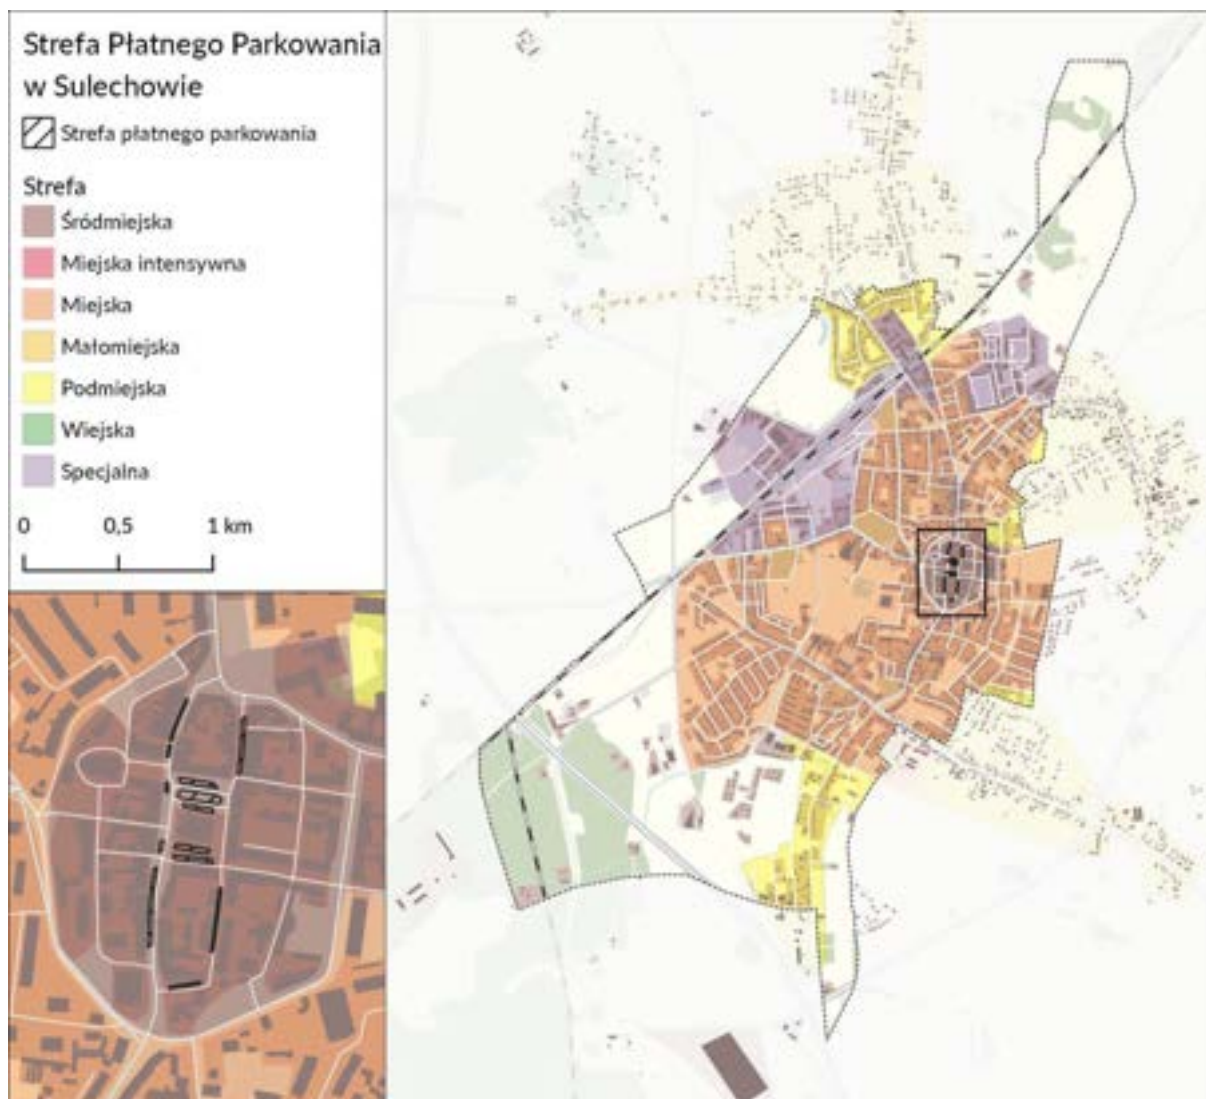 Strefa Płatnego Parkowania
w Sulechowie
Strefa płatnego parkowania
Strefa
Śródmiejska
Miejska intensywna
Miejska
Małomiejska
Podmiejska
Wiejska
Specjalna
0 0,5 1 km